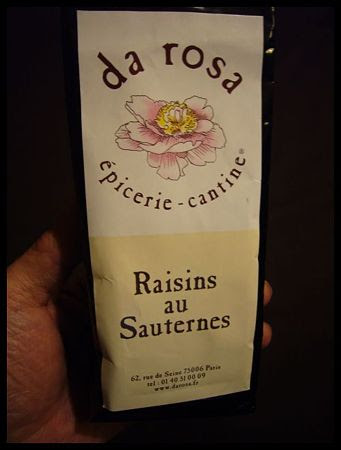 da rosa
épicerie - cantine®
Raisins
au
Sauternes
62, rue de Seine 75006 Paris
tel : 01 40 51 00 09
www.darosa.fr